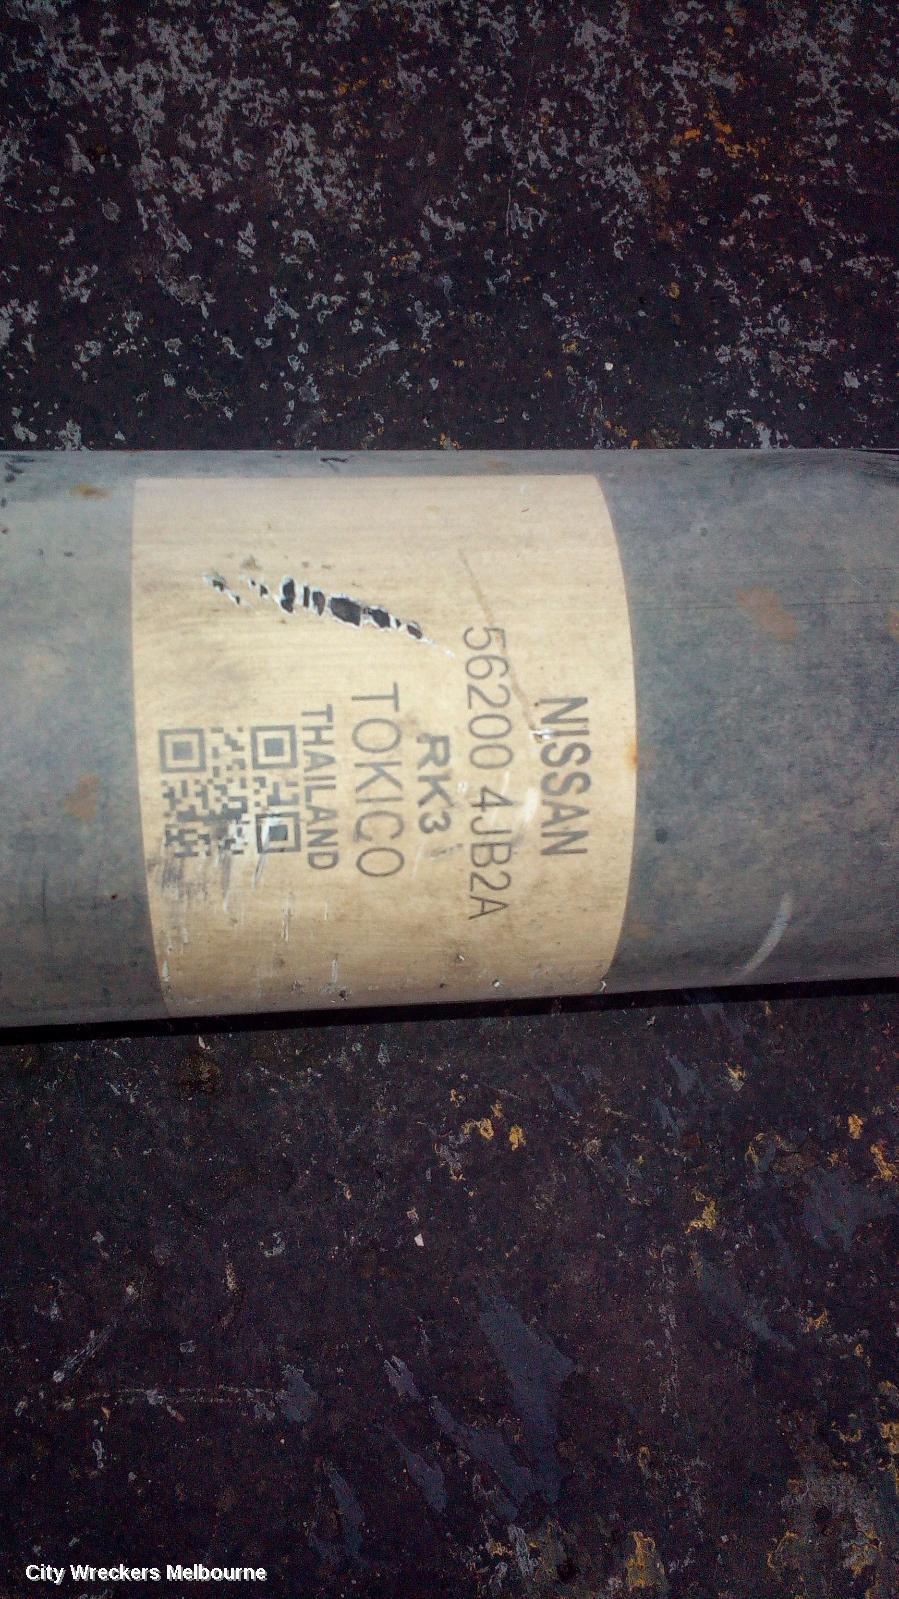 NISSAN
56200 4JB2A
RK3
TOKICO
THAILAND
City Wreckers Melbourne